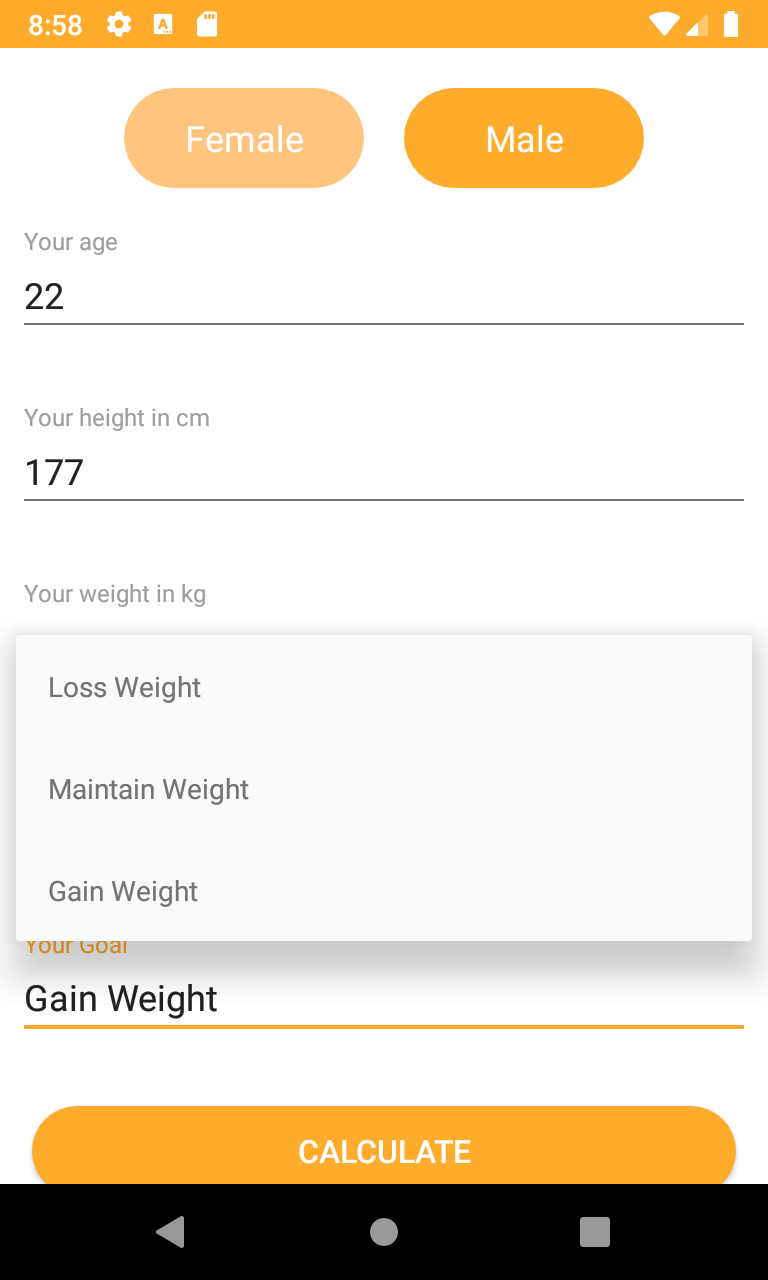 8:58
Female
Male
Your age
22
Your height in cm
177
Your weight in kg
Loss Weight
Maintain Weight
Gain Weight
Your Goal
Gain Weight
CALCULATE